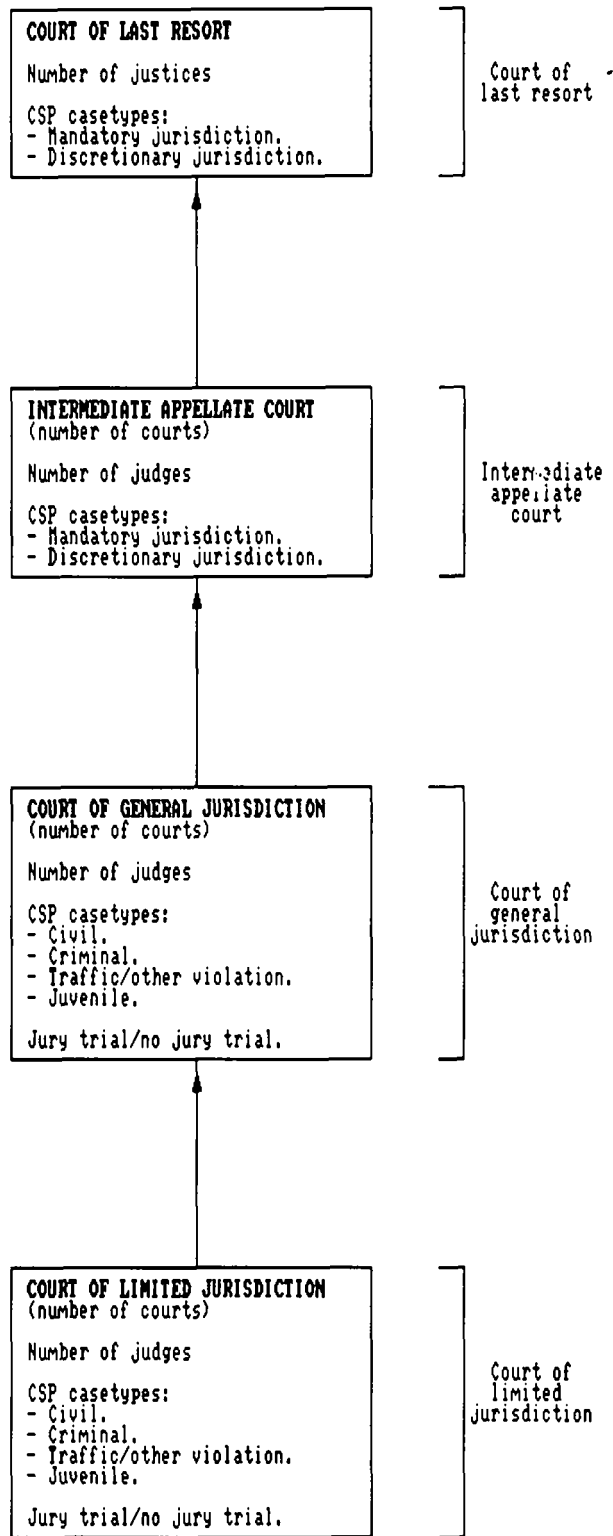 COURT OF LAST RESORT
Number of justices
CSP casetypes:
- Mandatory jurisdiction.
- Discretionary jurisdiction.
Court of
last resort
INTERMEDIATE APPELLATE COURT
(number of courts)
Number of judges
CSP casetypes:
- Mandatory jurisdiction.
- Discretionary jurisdiction.
Intermediate
appellate
court
COURT OF GENERAL JURISDICTION
(number of courts)
Number of judges
CSP casetypes:
- Civil.
- Criminal.
- Traffic/other violation.
- Juvenile.
Jury trial/no jury trial.
Court of
general
jurisdiction
COURT OF LIMITED JURISDICTION
(number of courts)
Number of judges
CSP casetypes:
- Civil.
- Criminal.
- Traffic/other violation.
- Juvenile.
Jury trial/no jury trial.
Court of
limited
jurisdiction